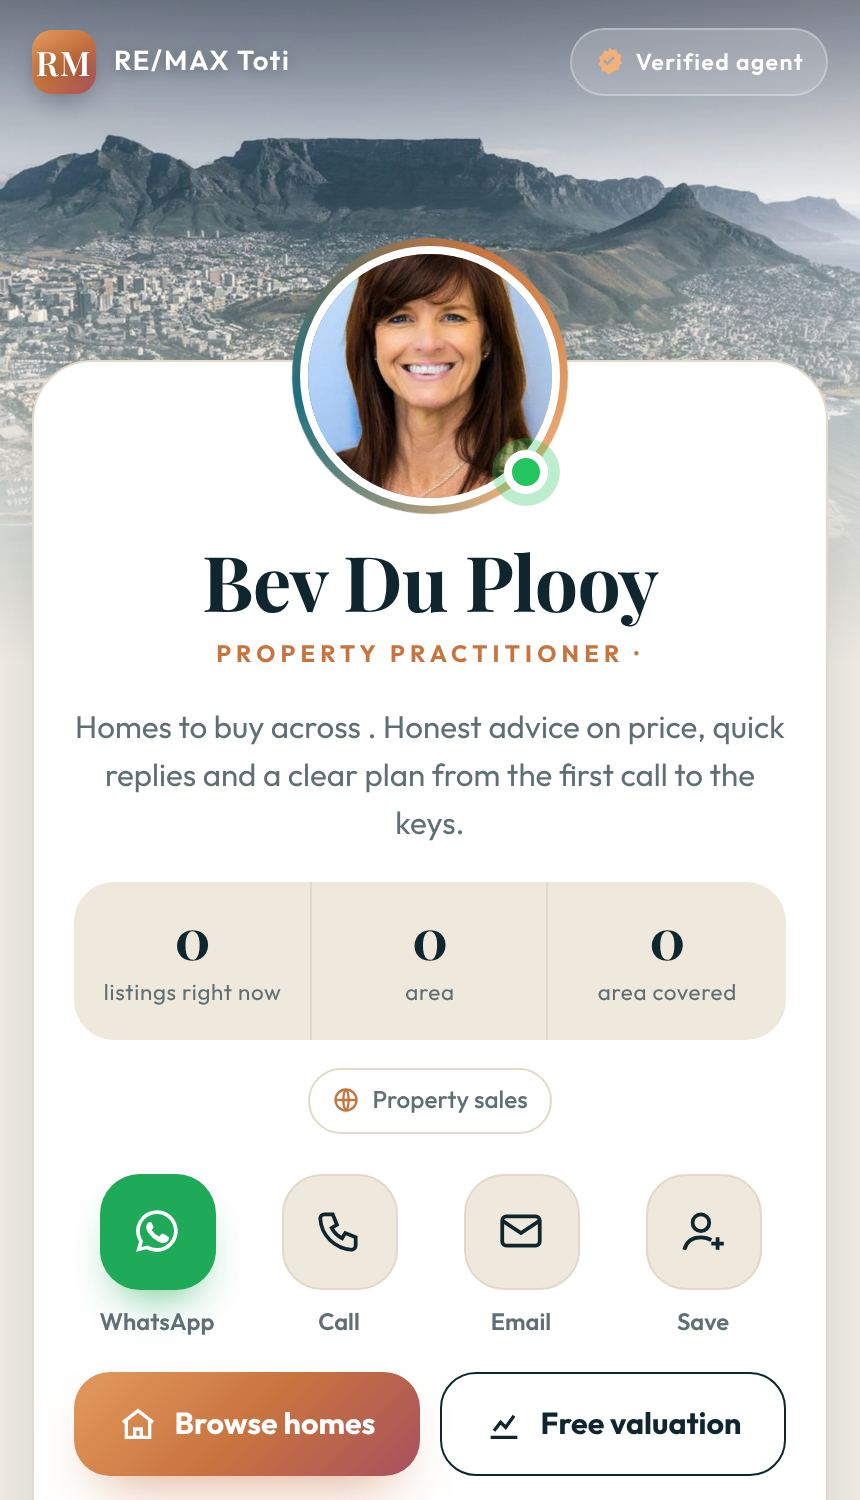 RM RE/MAX Toti
Verified agent
Bev Du Plooy
PROPERTY PRACTITIONER ·
Homes to buy across . Honest advice on price, quick
replies and a clear plan from the first call to the
keys.
0 0 0
listings right now area area covered
Property sales
WhatsApp Call Email Save
Browse homes Free valuation